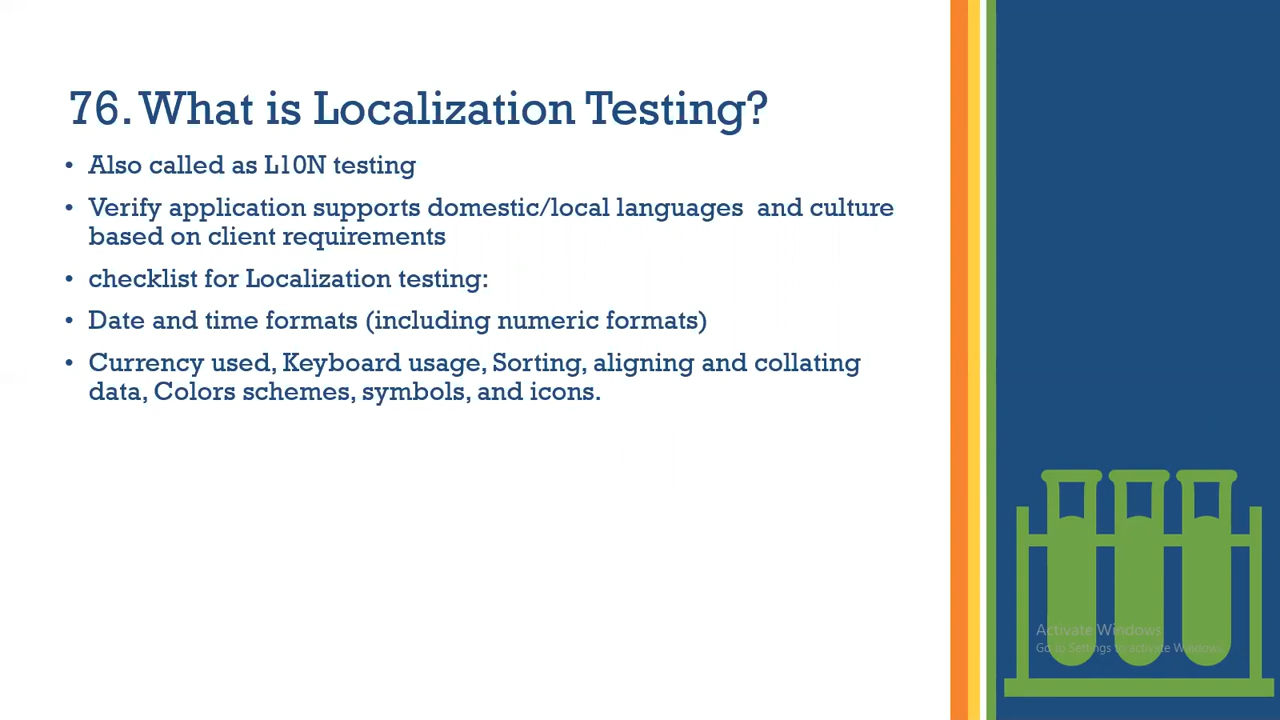 76. What is Localization Testing?
• Also called as L10N testing
• Verify application supports domestic/local languages  and culture
based on client requirements
• checklist for Localization testing:
• Date and time formats (including numeric formats)
• Currency used, Keyboard usage, Sorting, aligning and collating
data, Colors schemes, symbols, and icons.
Activate Windows
Go to Settings to activate Windows.